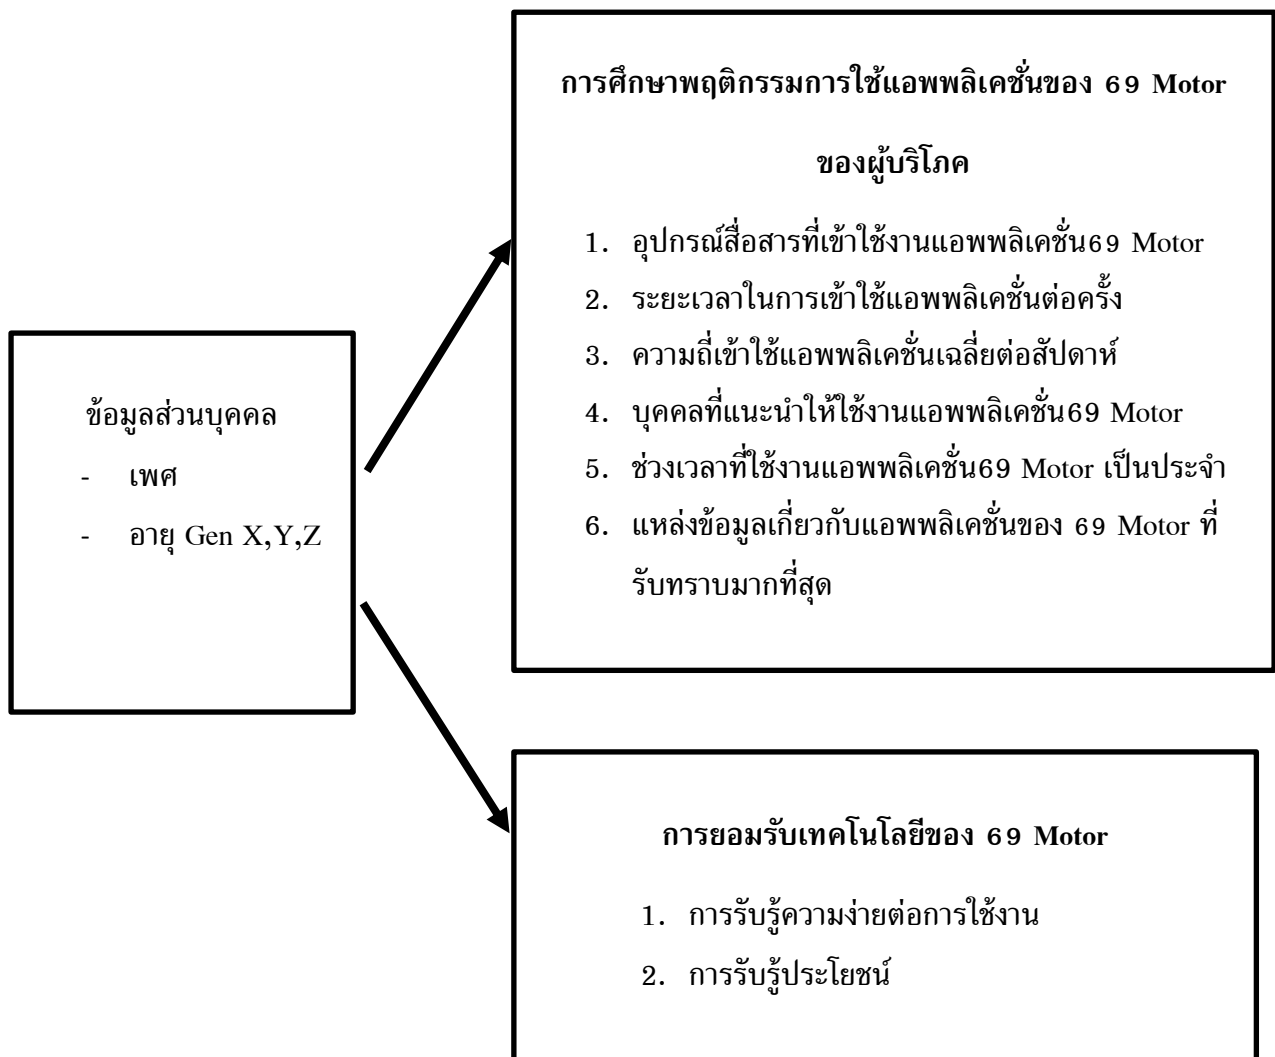 การศึกษาพฤติกรรมการใช้แอพพลิเคชั่นของ 69 Motor
ของผู้บริโภค
1. อุปกรณ์สื่อสารที่เข้าใช้งานแอพพลิเคชั่น69 Motor
2. ระยะเวลาในการเข้าใช้แอพพลิเคชั่นต่อครั้ง
3. ความถี่เข้าใช้แอพพลิเคชั่นเฉลี่ยต่อสัปดาห์
4. บุคคลที่แนะนำให้ใช้งานแอพพลิเคชั่น69 Motor
5. ช่วงเวลาที่ใช้งานแอพพลิเคชั่น69 Motor เป็นประจำ
6. แหล่งข้อมูลเกี่ยวกับแอพพลิเคชั่นของ 69 Motor ที่
รับทราบมากที่สุด
ข้อมูลส่วนบุคคล
- เพศ
- อายุ Gen X,Y,Z
การยอมรับเทคโนโลยีของ 69 Motor
1. การรับรู้ความง่ายต่อการใช้งาน
2. การรับรู้ประโยชน์